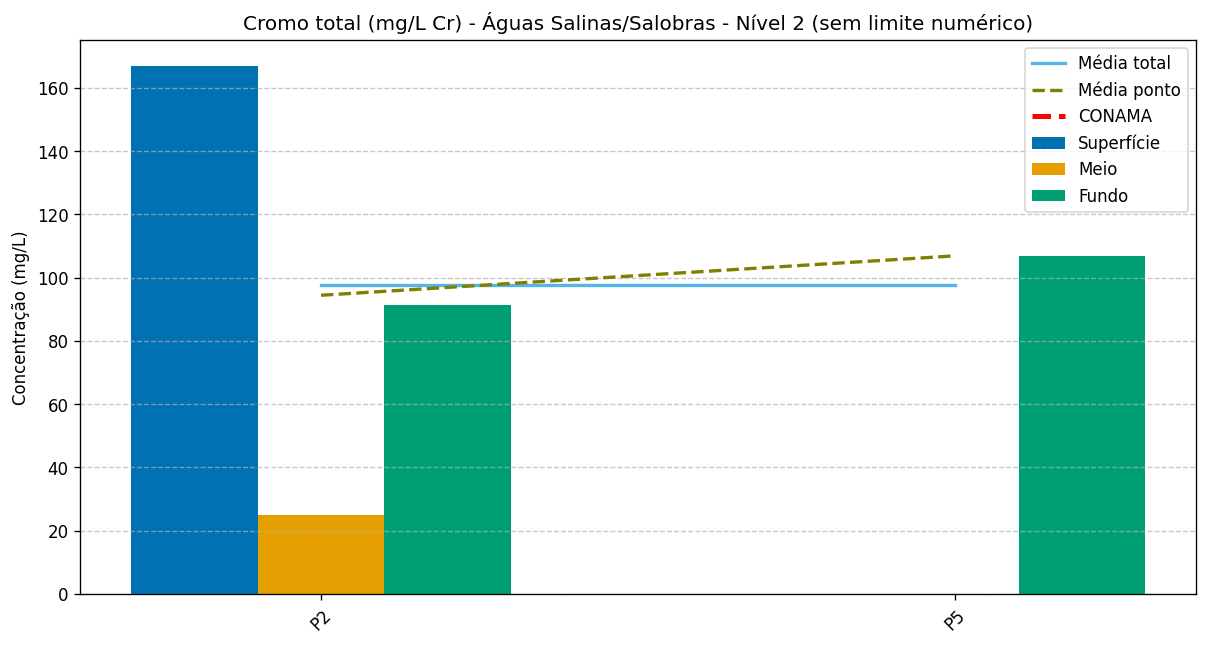 Cromo total (mg/L Cr) - Águas Salinas/Salobras - Nível 2 (sem limite numérico)
Concentração (mg/L)
160
140
120
100
80
60
40
20
0
P2
P5
Média total
Média ponto
CONAMA
Superfície
Meio
Fundo